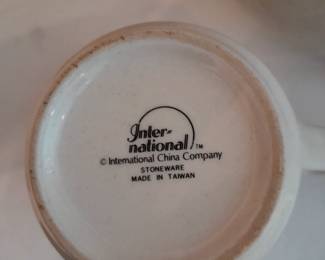 Inter-
national™
© International China Company
STONEWARE
MADE IN TAIWAN